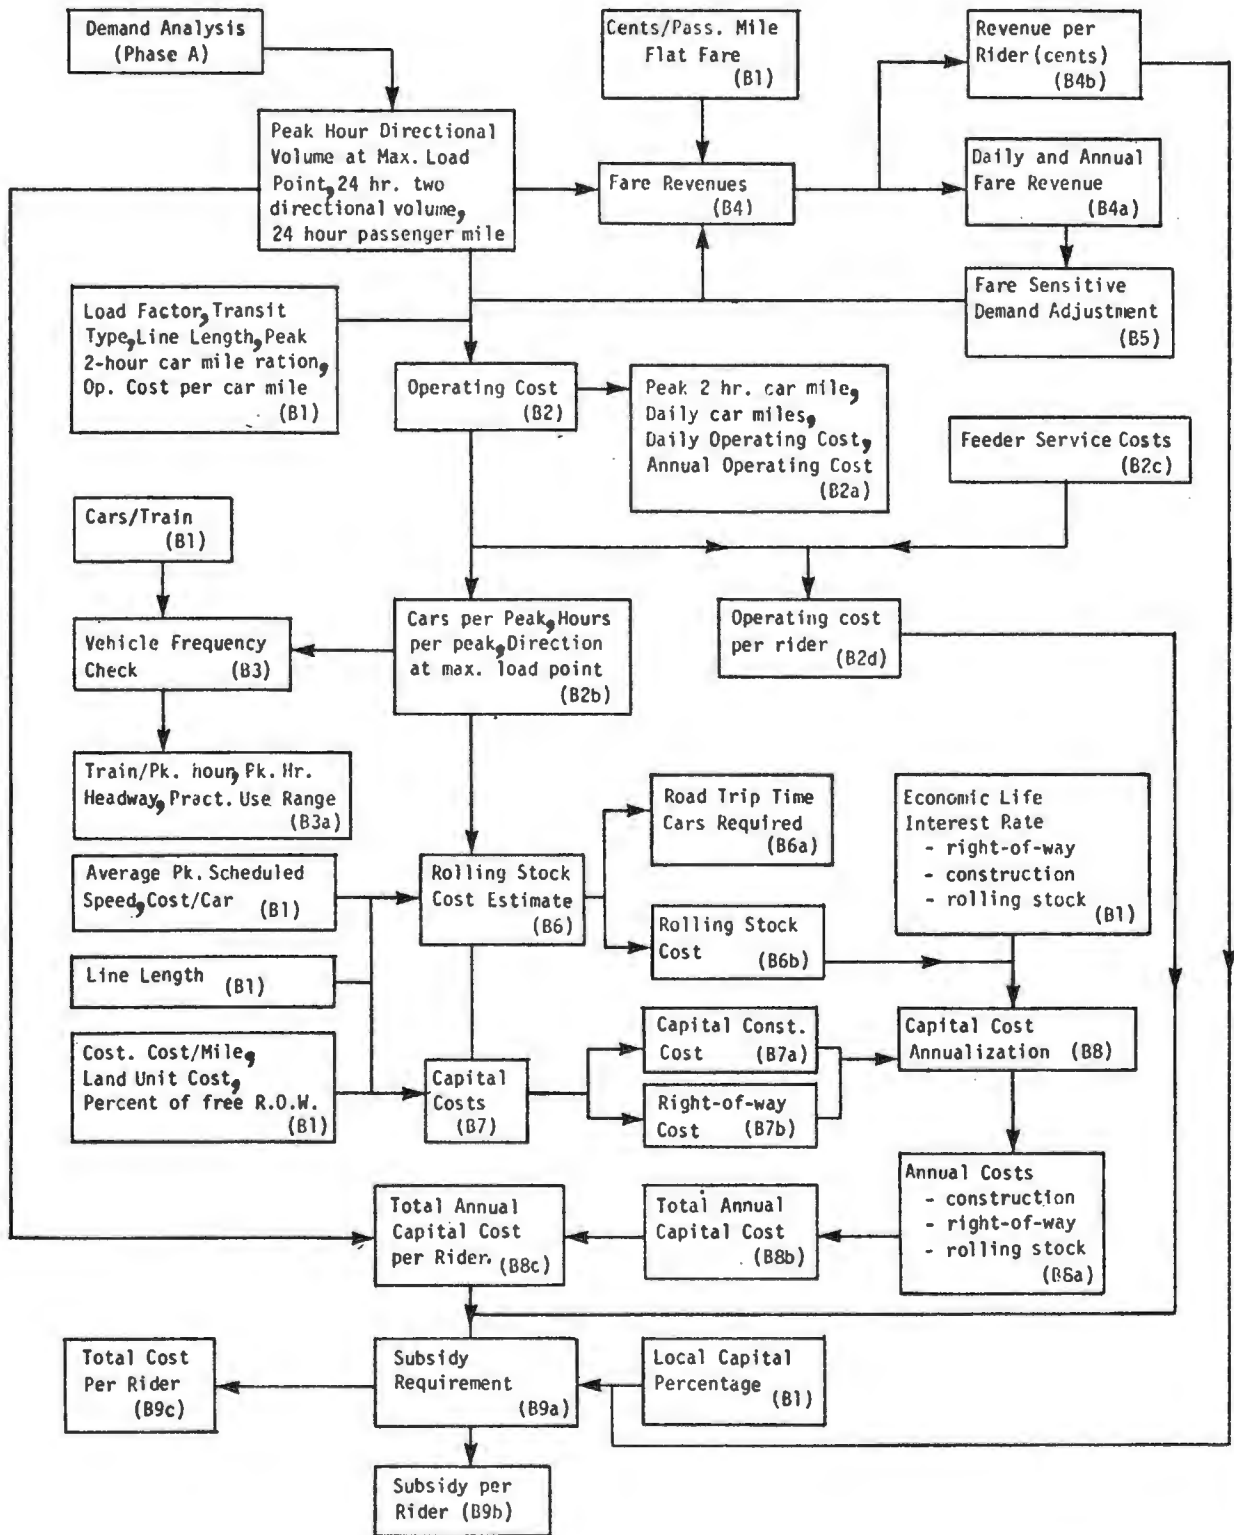 Demand Analysis
(Phase A)
Cents/Pass. Mile
Flat Fare
(B1)
Revenue per
Rider (cents)
(B4b)
Peak Hour Directional
Volume at Max. Load
Point, 24 hr. two
directional volume,
24 hour passenger mile
Fare Revenues
(B4)
Daily and Annual
Fare Revenue
(B4a)
Load Factor, Transit
Type, Line Length, Peak
2-hour car mile ration,
Op. Cost per car mile
(B1)
Fare Sensitive
Demand Adjustment
(B5)
Operating Cost
(B2)
Peak 2 hr. car mile,
Daily car miles,
Daily Operating Cost,
Annual Operating Cost
(B2a)
Feeder Service Costs
(B2c)
Cars/Train
(B1)
Vehicle Frequency
Check (B3)
Cars per Peak, Hours
per peak, Direction
at max. load point
(B2b)
Operating cost
per rider
(B2d)
Train/Pk. hour, Pk. Hr.
Headway, Pract. Use Range
(B3a)
Road Trip Time
Cars Required
(B6a)
Economic Life
Interest Rate
- right-of-way
- construction
- rolling stock
(B1)
Average Pk. Scheduled
Speed, Cost/Car (B1)
Rolling Stock
Cost Estimate
(B6)
Rolling Stock
Cost (B6b)
Line Length
(B1)
Cost. Cost/Mile,
Land Unit Cost,
Percent of free R.O.W.
(B1)
Capital
Costs
(B7)
Capital Const.
Cost (B7a)
Right-of-way
Cost (B7b)
Capital Cost
Annualization (B8)
Total Annual
Capital Cost
per Rider. (B8c)
Total Annual
Capital Cost
(B8b)
Annual Costs
- construction
- right-of-way
- rolling stock
(B8a)
Total Cost
Per Rider
(B9c)
Subsidy
Requirement
(B9a)
Local Capital
Percentage
(B1)
Subsidy per
Rider (B9b)